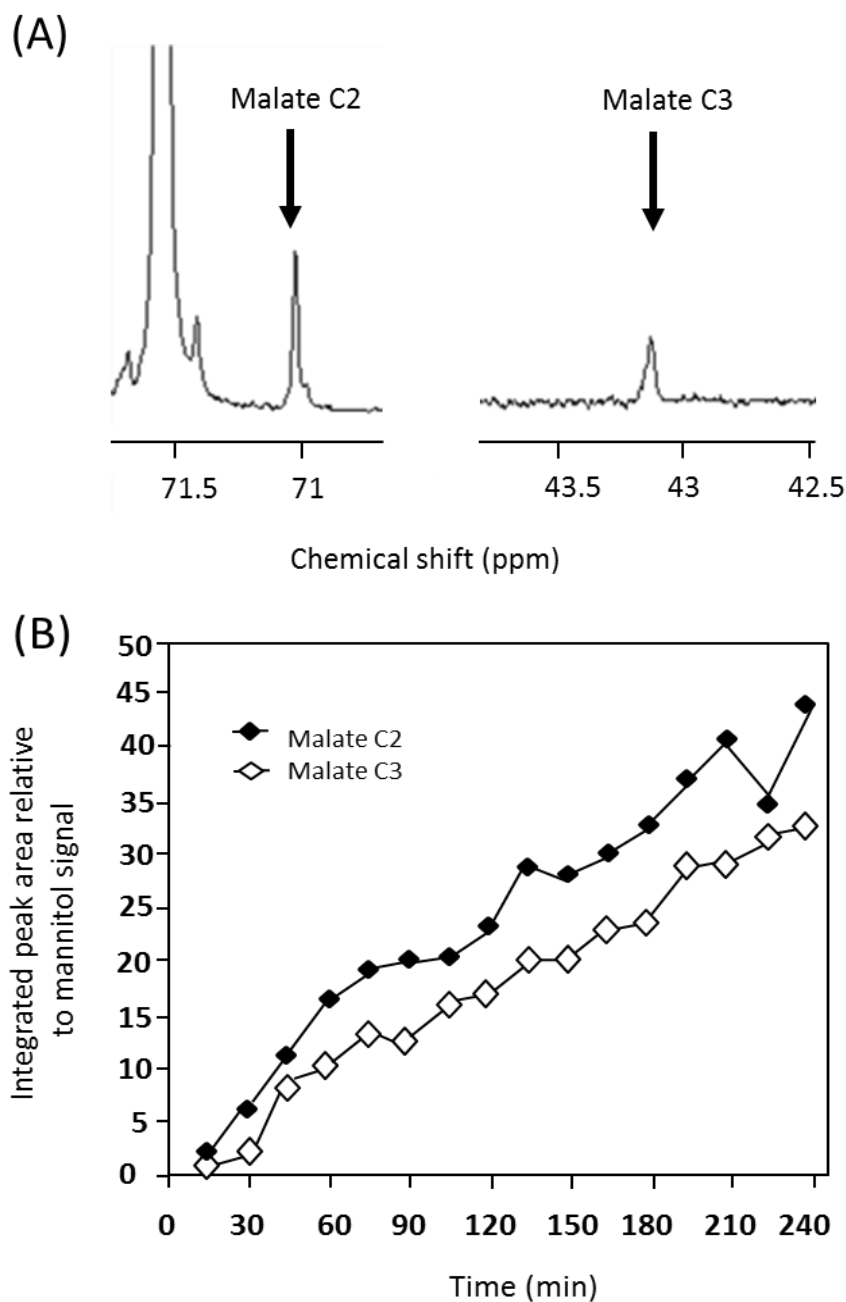 (A)
Malate C2
Malate C3
71.5 71 43.5 43 42.5
Chemical shift (ppm)
(B)
Integrated peak area relative
to mannitol signal
50
45
40
35
30
25
20
15
10
5
0
Malate C2
Malate C3
0 30 60 90 120 150 180 210 240
Time (min)